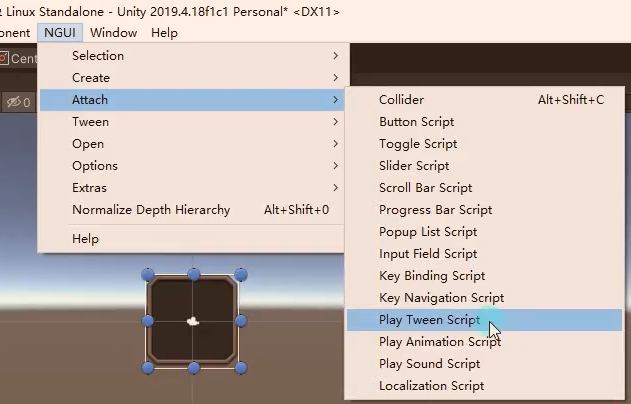 Linux Standalone - Unity 2019.4.18f1c1 Personal* <DX11>
onent NGUI Window Help
Cent
0
Selection
Create
Attach
Tween
Open
Options
Extras
Normalize Depth Hierarchy Alt+Shift+0
Help
Collider Alt+Shift+C
Button Script
Toggle Script
Slider Script
Scroll Bar Script
Progress Bar Script
Popup List Script
Input Field Script
Key Binding Script
Key Navigation Script
Play Tween Script
Play Animation Script
Play Sound Script
Localization Script